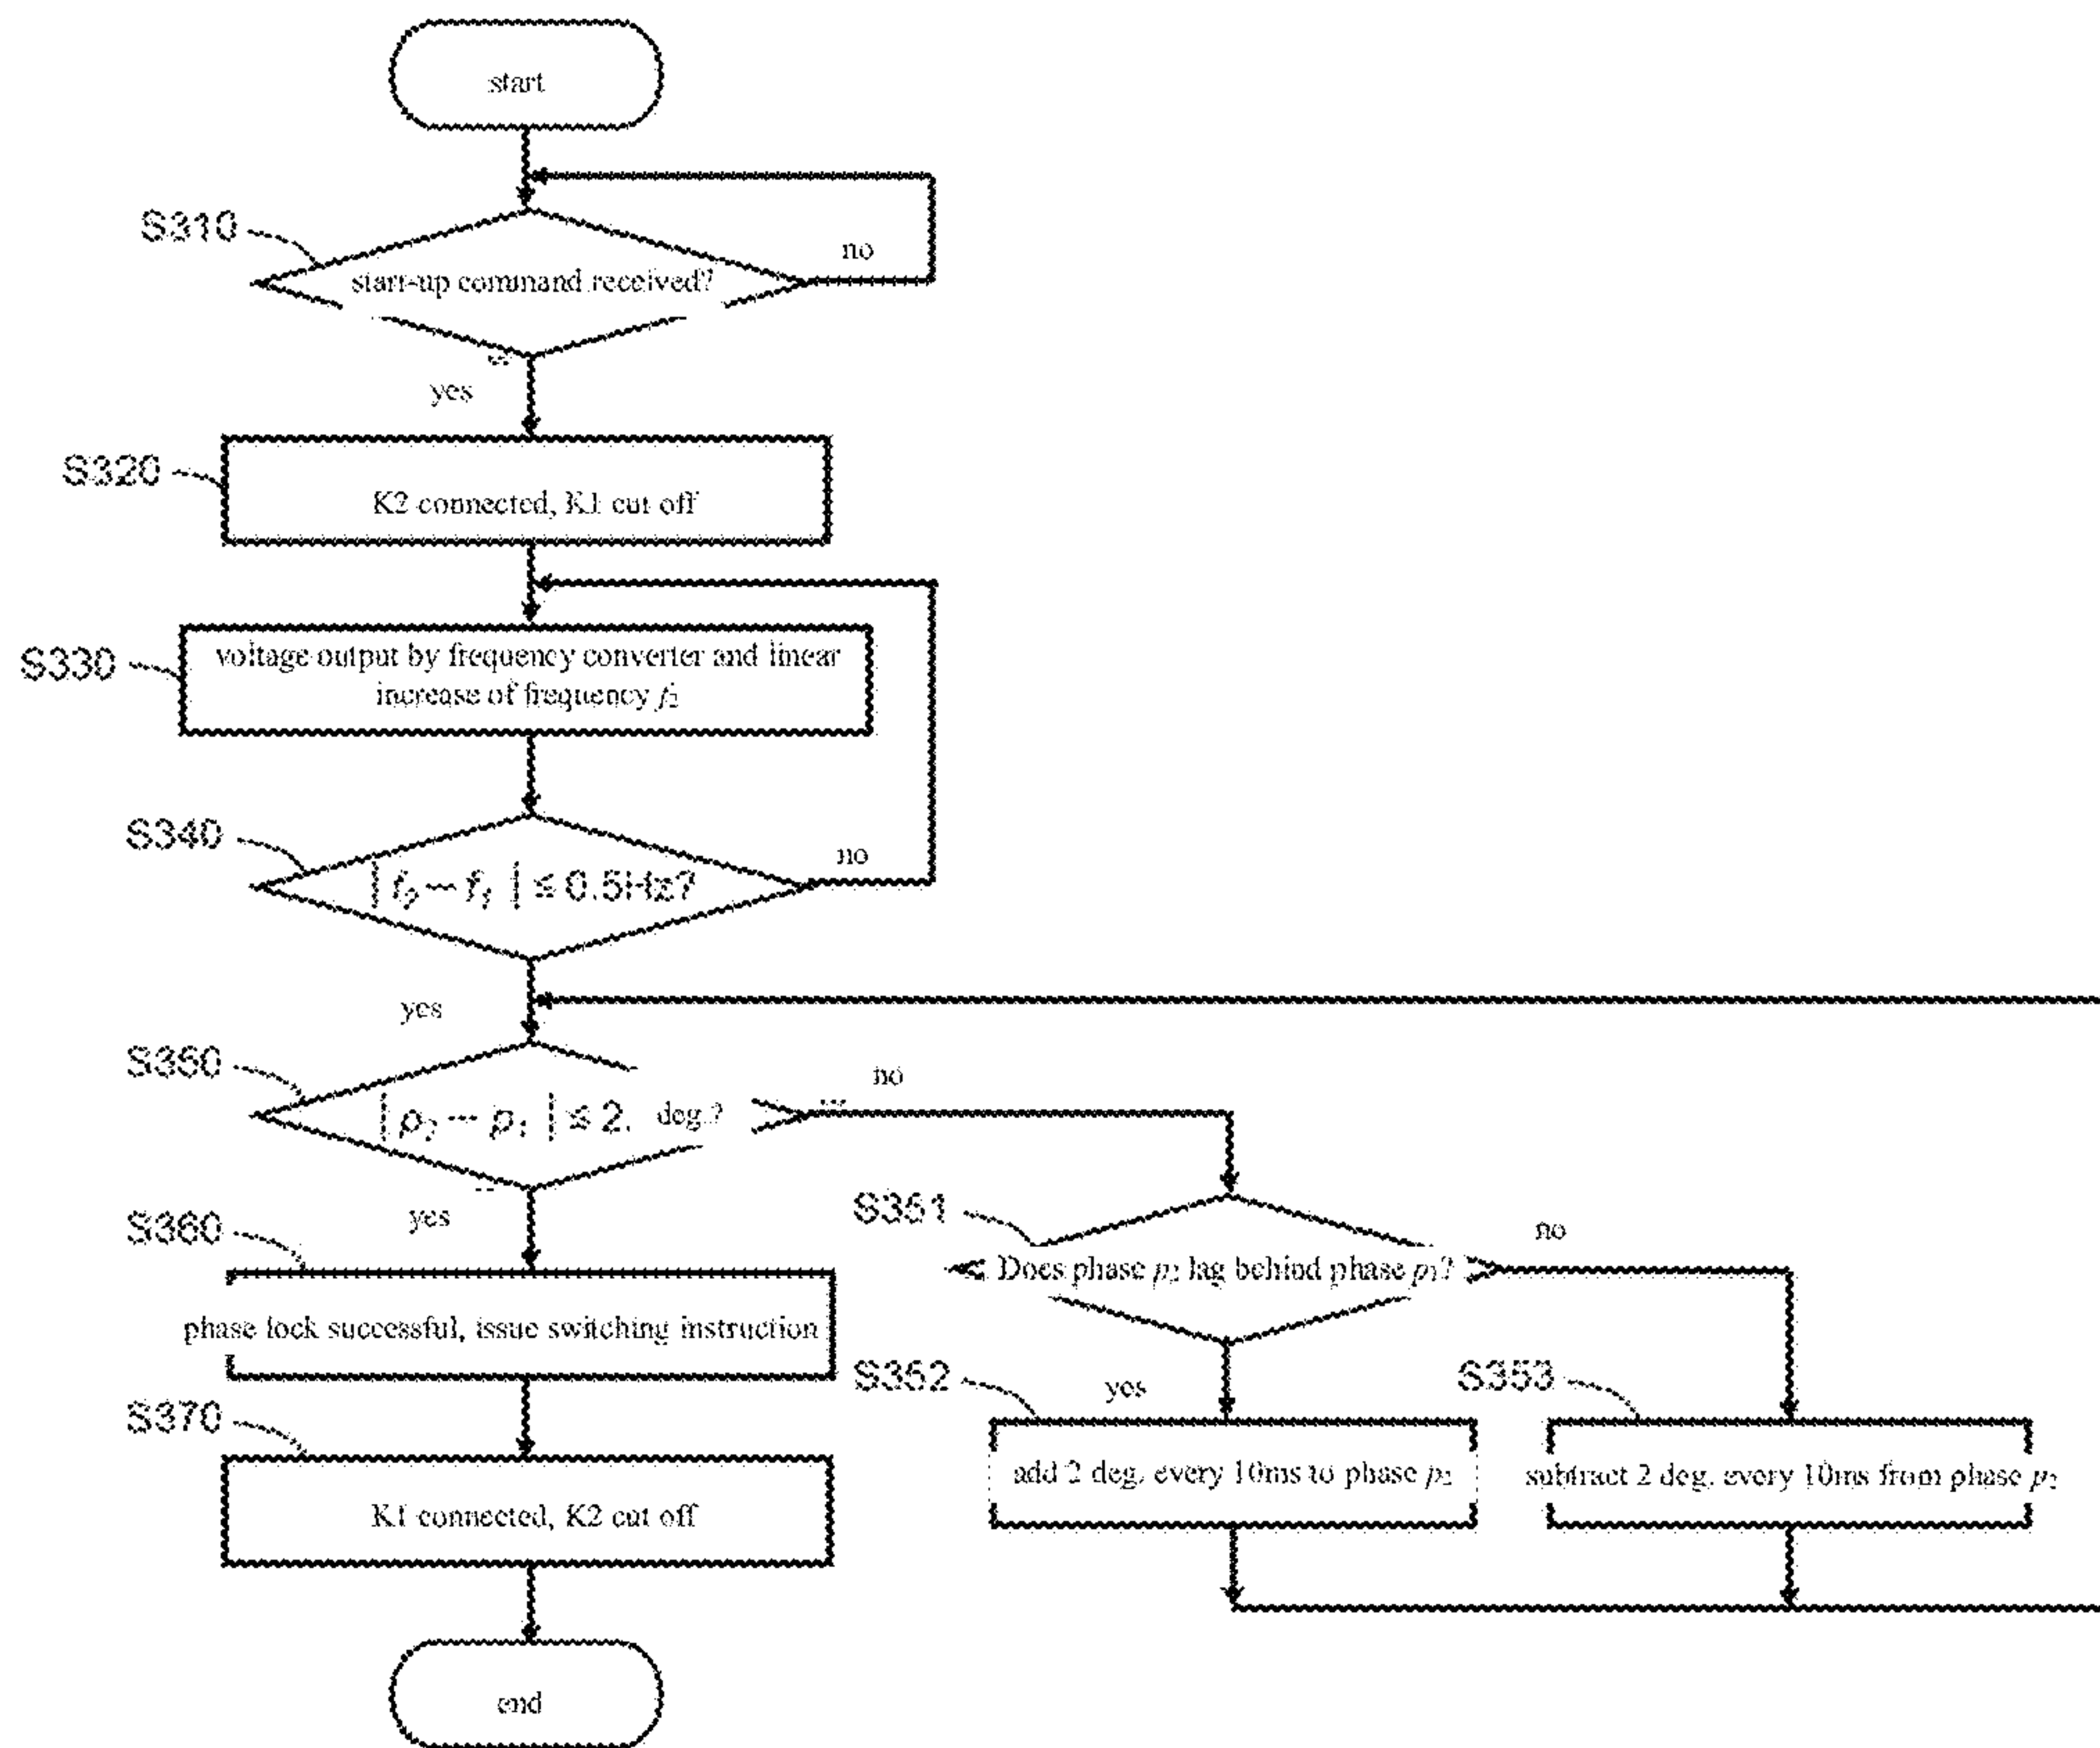 start
S310
start-up command received?
no
yes
S320
K2 connected, K1 cut off
S330
voltage output by frequency converter and linear
increase of frequency f₂
S340
| f₂ – f₁ | ≤ 0.5Hz?
no
yes
S350
| p₂ – p₁ | ≤ 2. deg.?
no
yes
S360
phase lock successful, issue switching instruction
S351
Does phase p₂ lag behind phase p₁?
no
yes
S352
add 2 deg. every 10ms to phase p₂
S353
subtract 2 deg. every 10ms from phase p₂
S370
K1 connected, K2 cut off
end